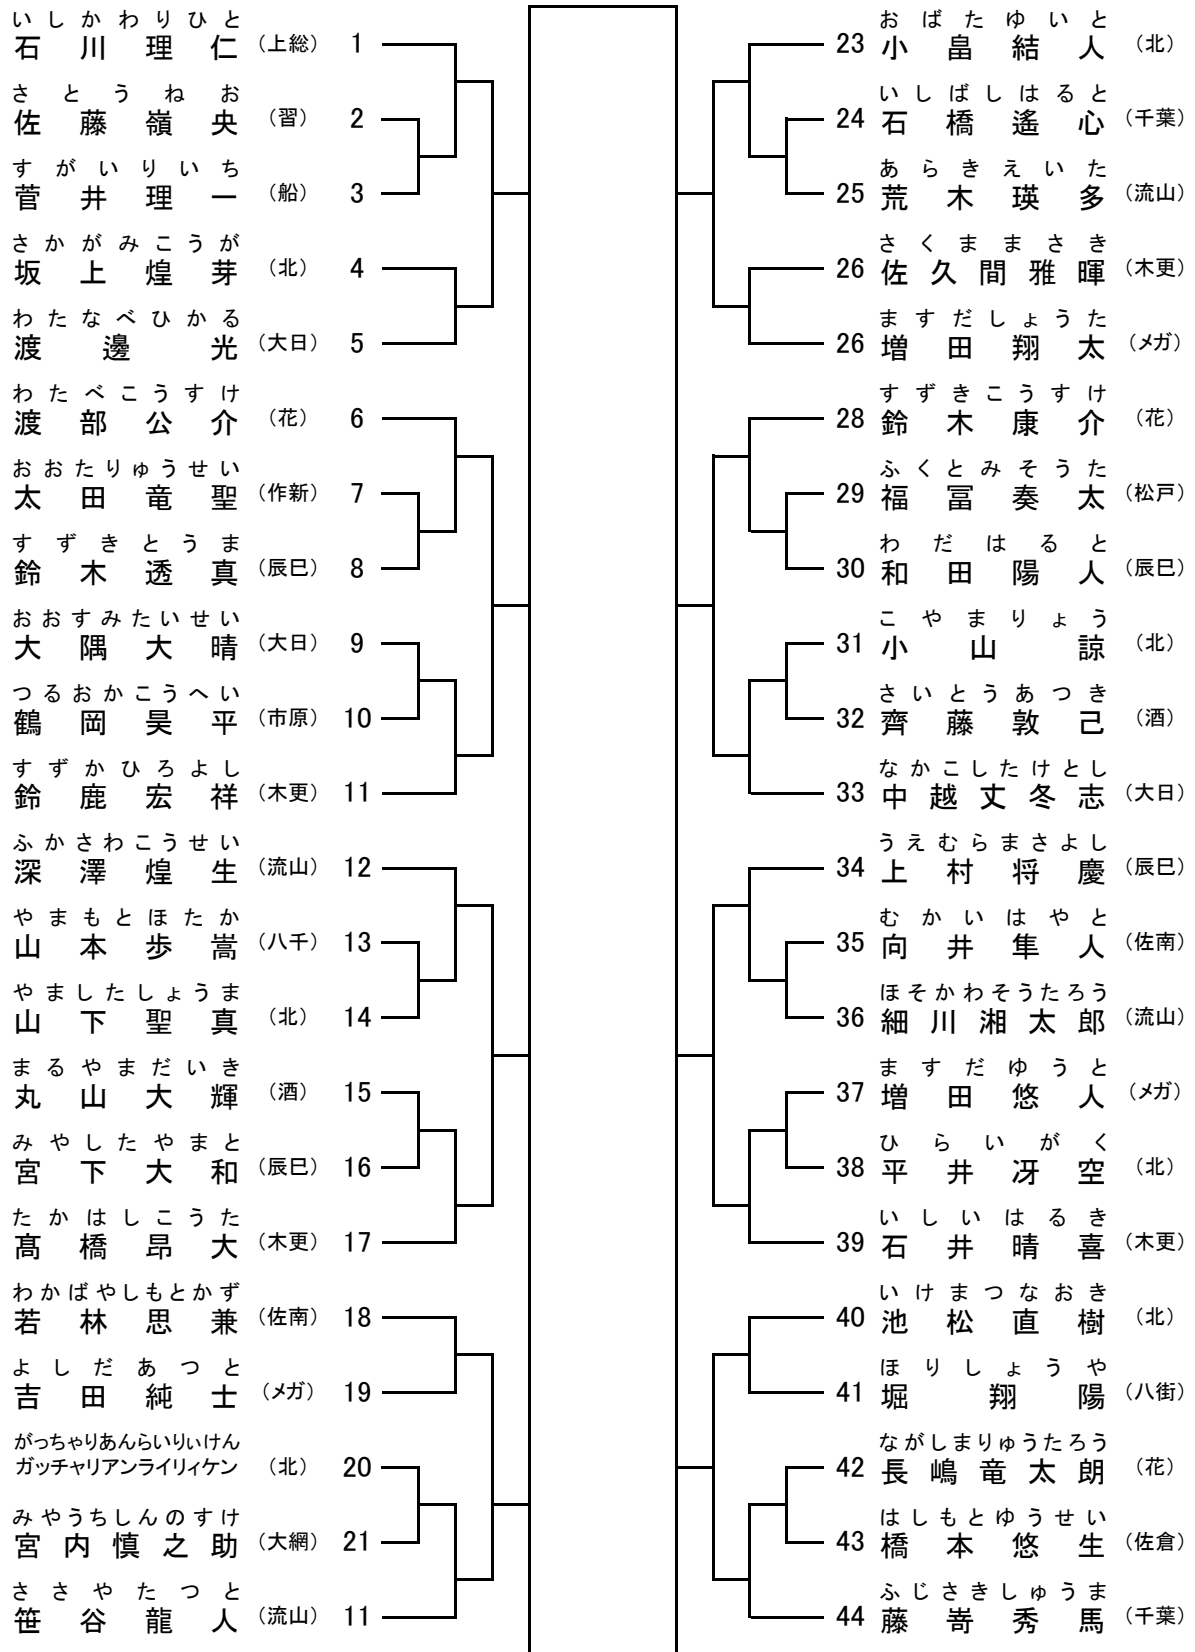 いしかわりひと
石川理仁 （上総） 1
さとうねお
佐藤嶺央 （習） 2
すがいりいち
菅井理一 （船） 3
さかがみこうが
坂上煌芽 （北） 4
わたなべひかる
渡邊光 （大日） 5
わたべこうすけ
渡部公介 （花） 6
おおたりゅうせい
太田竜聖 （作新） 7
すずきとうま
鈴木透真 （辰巳） 8
おおすみたいせい
大隅大晴 （大日） 9
つるおかこうへい
鶴岡昊平 （市原） 10
すずかひろよし
鈴鹿宏祥 （木更） 11
ふかさわこうせい
深澤煌生 （流山） 12
やまもとほたか
山本歩嵩 （八千） 13
やましたしょうま
山下聖真 （北） 14
まるやまだいき
丸山大輝 （酒） 15
みやしたやまと
宮下大和 （辰巳） 16
たかはしこうた
髙橋昂大 （木更） 17
わかばやしもとかず
若林思兼 （佐南） 18
よしだあつと
吉田純士 （メガ） 19
がっちゃりあんらいりぃけん
ガッチャリアンライリィケン （北） 20
みやうちしんのすけ
宮内慎之助 （大網） 21
ささやたつと
笹谷龍人 （流山） 11
おばたゆいと
23 小畠結人 （北）
いしばしはると
24 石橋遙心 （千葉）
あらきえいた
25 荒木瑛多 （流山）
さくままさき
26 佐久間雅暉 （木更）
ますだしょうた
26 増田翔太 （メガ）
すずきこうすけ
28 鈴木康介 （花）
ふくとみそうた
29 福冨奏太 （松戸）
わだはると
30 和田陽人 （辰巳）
こやまりょう
31 小山諒 （北）
さいとうあつき
32 齊藤敦己 （酒）
なかこしたけとし
33 中越丈冬志 （大日）
うえむらまさよし
34 上村将慶 （辰巳）
むかいはやと
35 向井隼人 （佐南）
ほそかわそうたろう
36 細川湘太郎 （流山）
ますだゆうと
37 増田悠人 （メガ）
ひらいがく
38 平井冴空 （北）
いしいはるき
39 石井晴喜 （木更）
いけまつなおき
40 池松直樹 （北）
ほりしょうや
41 堀翔陽 （八街）
ながしまりゅうたろう
42 長嶋竜太朗 （花）
はしもとゆうせい
43 橋本悠生 （佐倉）
ふじさきしゅうま
44 藤嵜秀馬 （千葉）